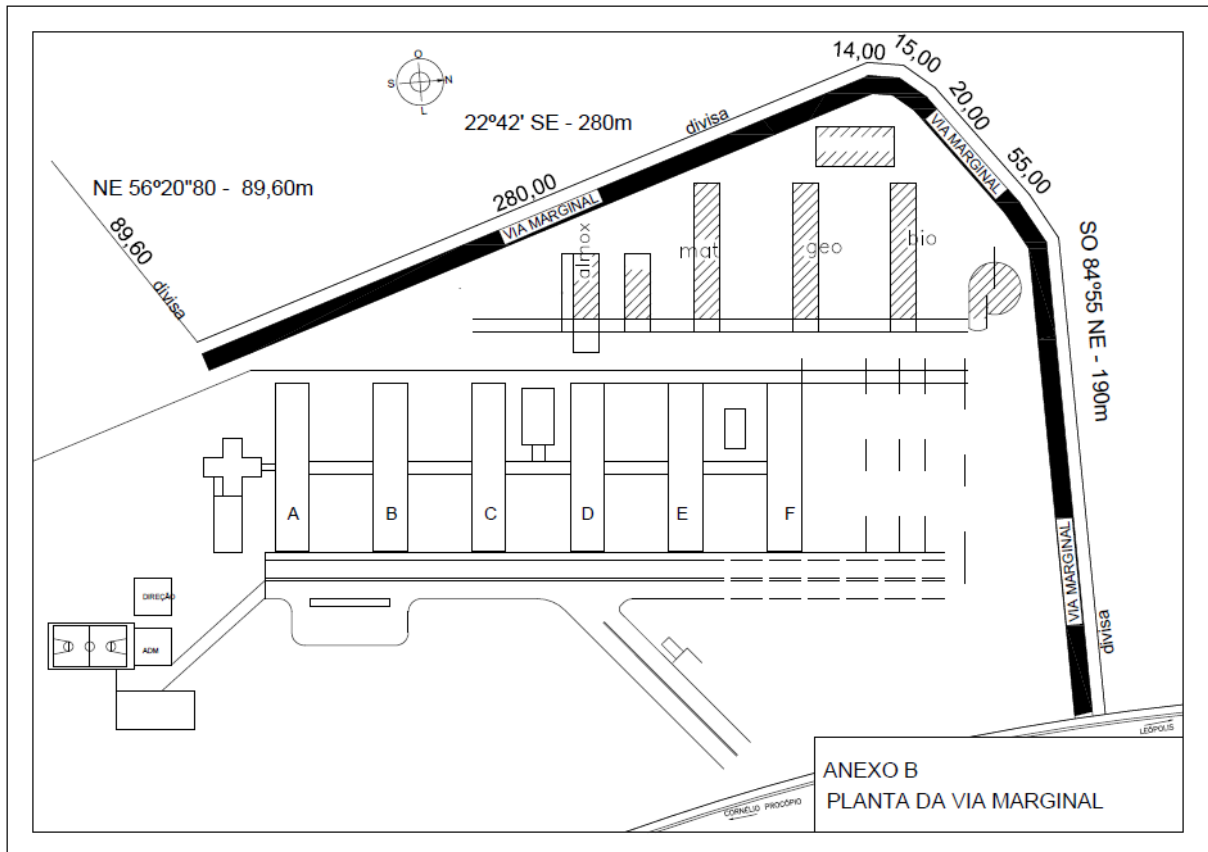 O
S
N
L
14,00
15,00
20,00
55,00
22º42' SE - 280m
divisa
VIA MARGINAL
NE 56º20"80 - 89,60m
280,00
VIA MARGINAL
89,60
divisa
almox
mat
geo
bio
SO 84º55 NE - 190m
A
B
C
D
E
F
VIA MARGINAL
divisa
DIREÇÃO
ADM
LEÓPOLIS
CORNÉLIO PROCÓPIO
ANEXO B
PLANTA DA VIA MARGINAL